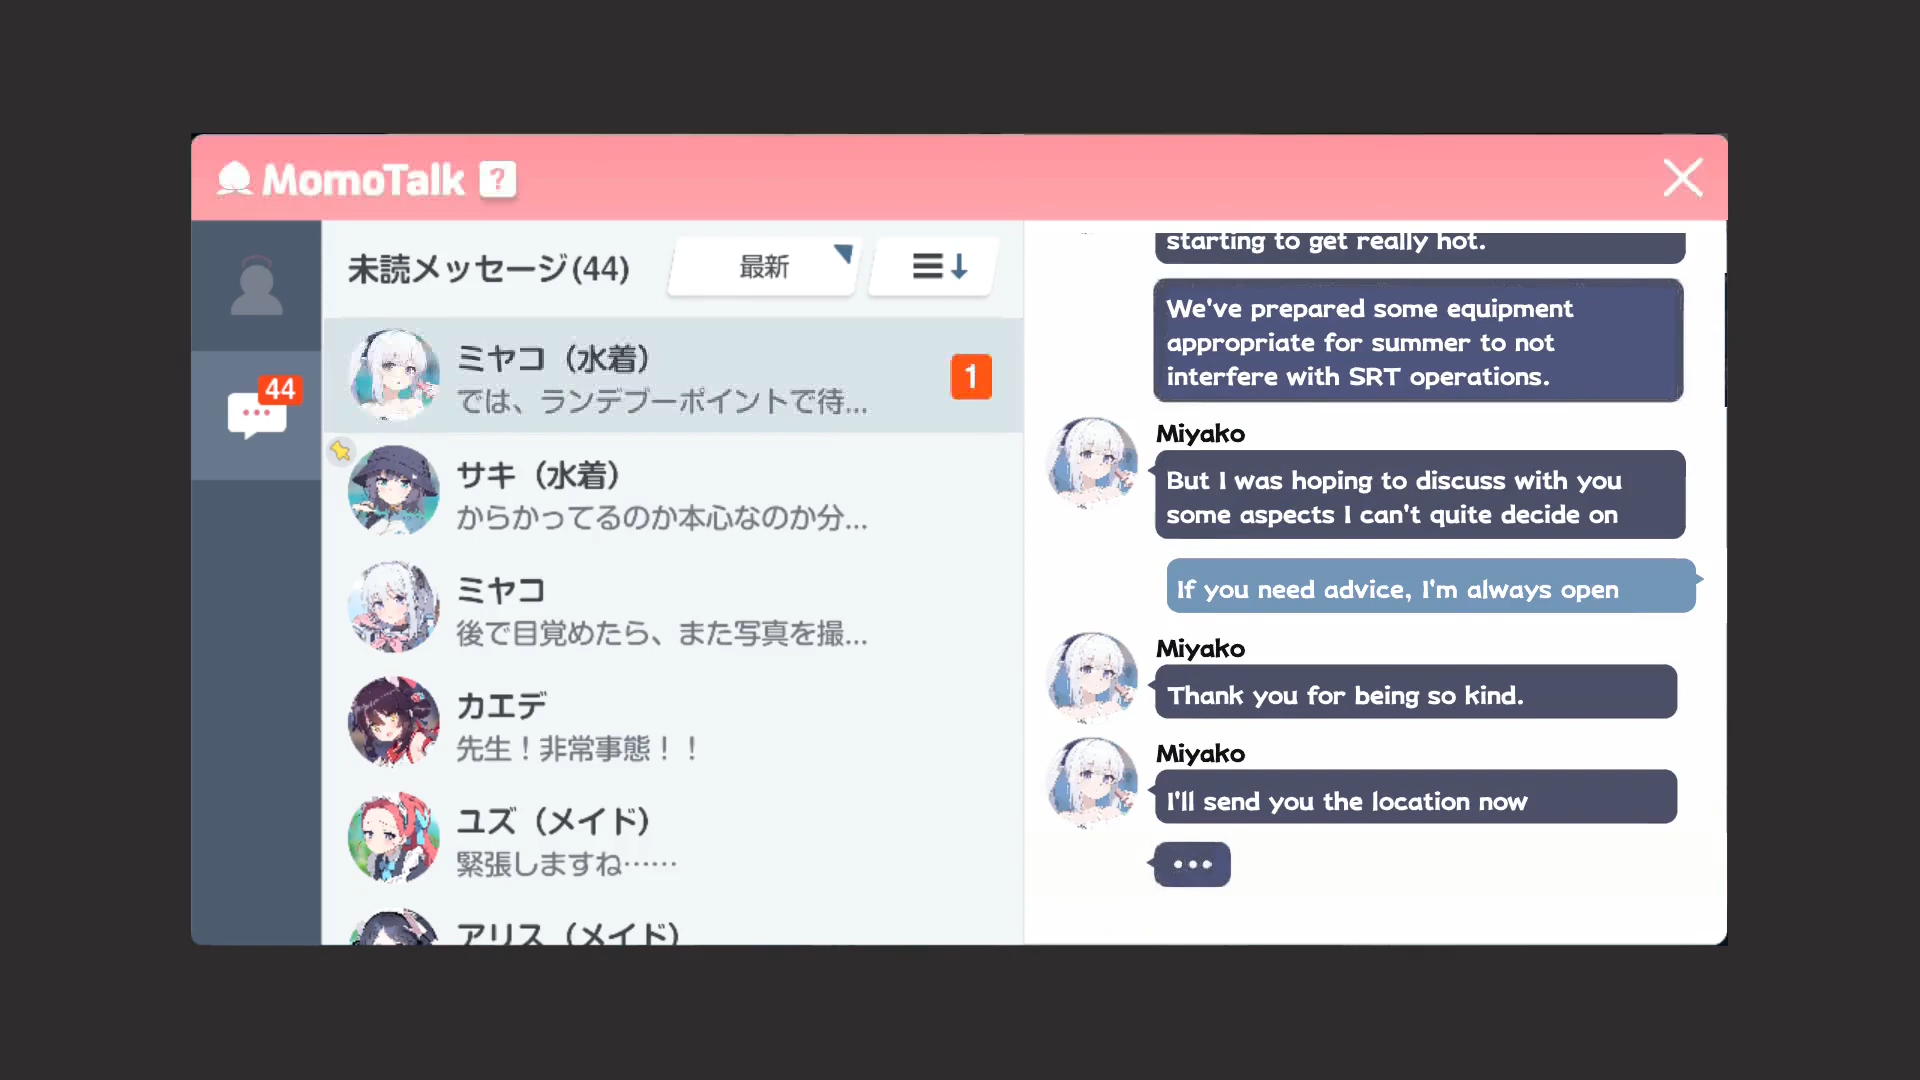 MomoTalk ?
44
未読メッセージ(44)
最新
ミヤコ（水着）
では、ランデブーポイントで待...
1
サキ（水着）
からかってるのか本心なのか分...
ミヤコ
後で目覚めたら、また写真を撮...
カエデ
先生！非常事態！！
ユズ（メイド）
緊張しますね……
アリス（メイド）
starting to get really hot.
We've prepared some equipment
appropriate for summer to not
interfere with SRT operations.
Miyako
But I was hoping to discuss with you
some aspects I can't quite decide on
If you need advice, I'm always open
Miyako
Thank you for being so kind.
Miyako
I'll send you the location now
...